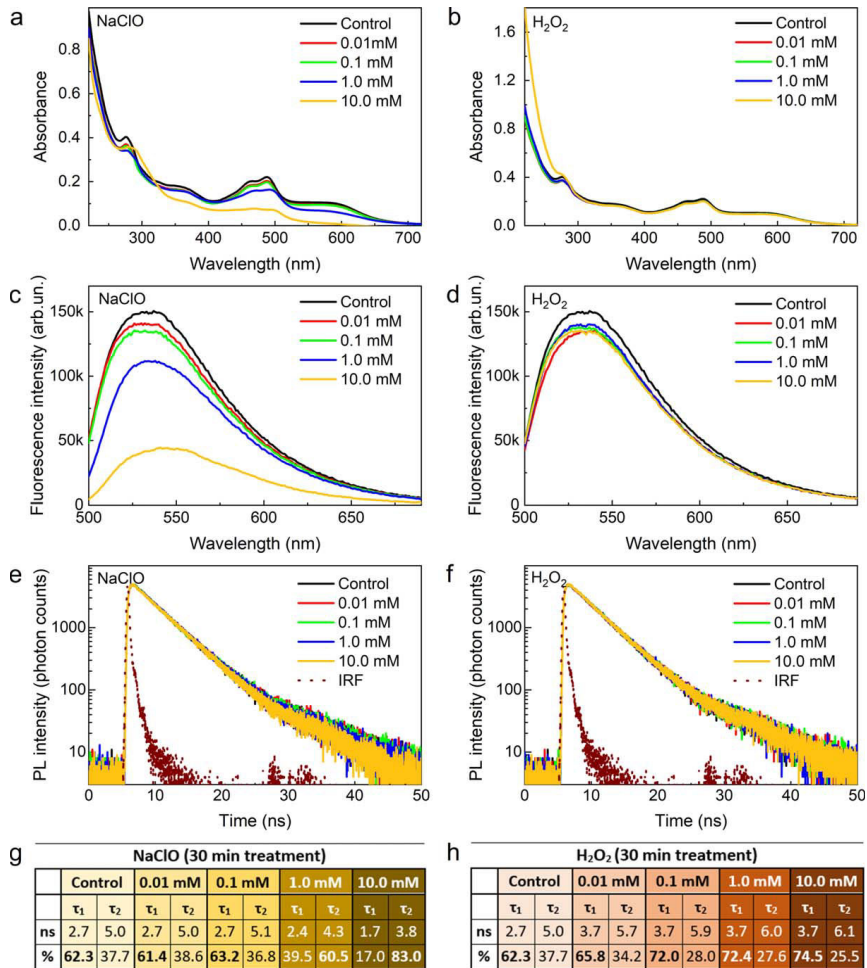 a
NaClO
Control
0.01mM
0.1 mM
1.0 mM
10.0 mM
0.8
0.6
0.4
0.2
0.0
Absorbance
300 400 500 600 700
Wavelength (nm)
b
H₂O₂
Control
0.01 mM
0.1 mM
1.0 mM
10.0 mM
1.6
1.2
0.8
0.4
0.0
Absorbance
300 400 500 600 700
Wavelength (nm)
c
NaClO
Control
0.01 mM
0.1 mM
1.0 mM
10.0 mM
150k
100k
50k
0
Fluorescence intensity (arb.un.)
500 550 600 650
Wavelength (nm)
d
H₂O₂
Control
0.01 mM
0.1 mM
1.0 mM
10.0 mM
150k
100k
50k
0
Fluorescence intensity (arb.un.)
500 550 600 650
Wavelength (nm)
e
NaClO
Control
0.01 mM
0.1 mM
1.0 mM
10.0 mM
IRF
1000
100
10
PL intensity (photon counts)
0 10 20 30 40 50
Time (ns)
f
H₂O₂
Control
0.01 mM
0.1 mM
1.0 mM
10.0 mM
IRF
1000
100
10
PL intensity (photon counts)
0 10 20 30 40 50
Time (ns)
g
NaClO (30 min treatment)
Control 0.01 mM 0.1 mM 1.0 mM 10.0 mM
τ₁ τ₂ τ₁ τ₂ τ₁ τ₂ τ₁ τ₂ τ₁ τ₂
ns 2.7 5.0 2.7 5.0 2.7 5.1 2.4 4.3 1.7 3.8
% 62.3 37.7 61.4 38.6 63.2 36.8 39.5 60.5 17.0 83.0
h
H₂O₂ (30 min treatment)
Control 0.01 mM 0.1 mM 1.0 mM 10.0 mM
τ₁ τ₂ τ₁ τ₂ τ₁ τ₂ τ₁ τ₂ τ₁ τ₂
ns 2.7 5.0 3.7 5.7 3.7 5.9 3.7 6.0 3.7 6.1
% 62.3 37.7 65.8 34.2 72.0 28.0 72.4 27.6 74.5 25.5